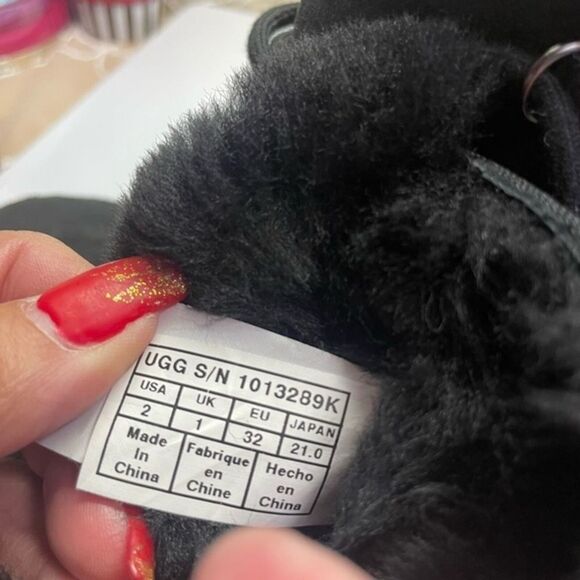 UGG S/N 1013289K
USA UK EU JAPAN
2 1 32 21.0
Made Fabrique Hecho
In en en
China Chine China